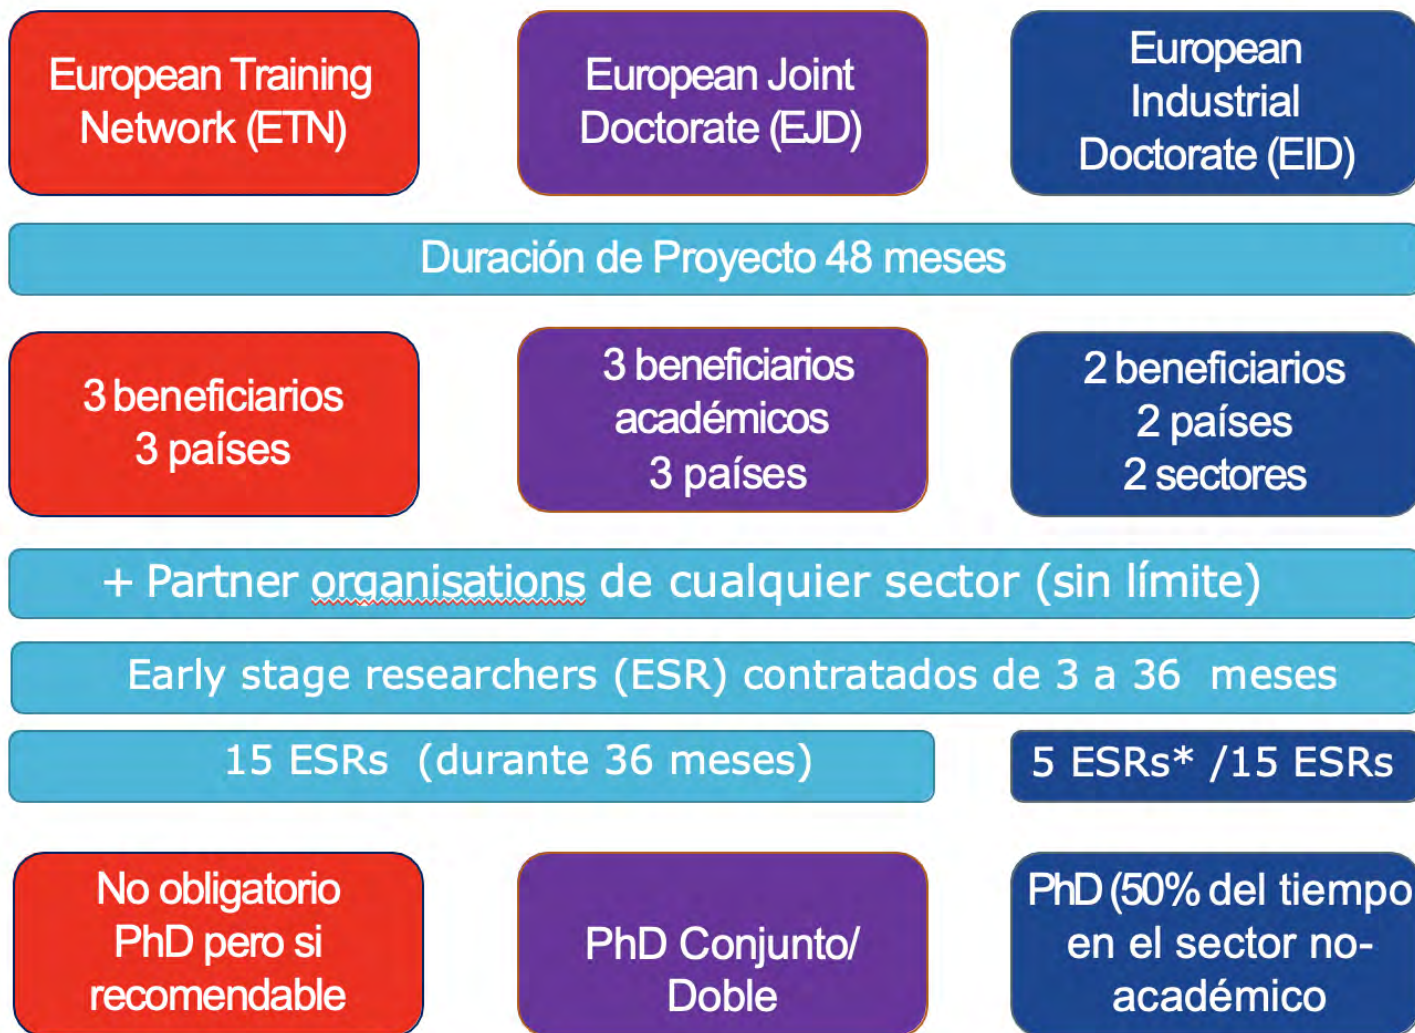 European Training
Network (ETN)
European Joint
Doctorate (EJD)
European
Industrial
Doctorate (EID)
Duración de Proyecto 48 meses
3 beneficiarios
3 países
3 beneficiarios
académicos
3 países
2 beneficiarios
2 países
2 sectores
+ Partner organisations de cualquier sector (sin límite)
Early stage researchers (ESR) contratados de 3 a 36 meses
15 ESRs (durante 36 meses)
5 ESRs* /15 ESRs
No obligatorio
PhD pero si
recomendable
PhD Conjunto/
Doble
PhD (50% del tiempo
en el sector no-
académico